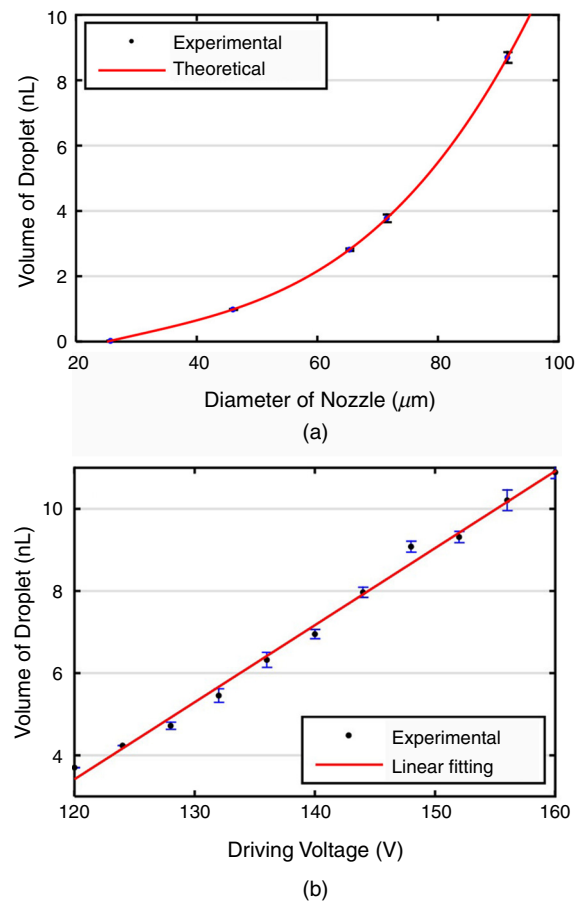 10
8
6
4
2
0
Volume of Droplet (nL)
Experimental
Theoretical
20 40 60 80 100
Diameter of Nozzle (μm)
(a)
10
8
6
4
Volume of Droplet (nL)
Experimental
Linear fitting
120 130 140 150 160
Driving Voltage (V)
(b)